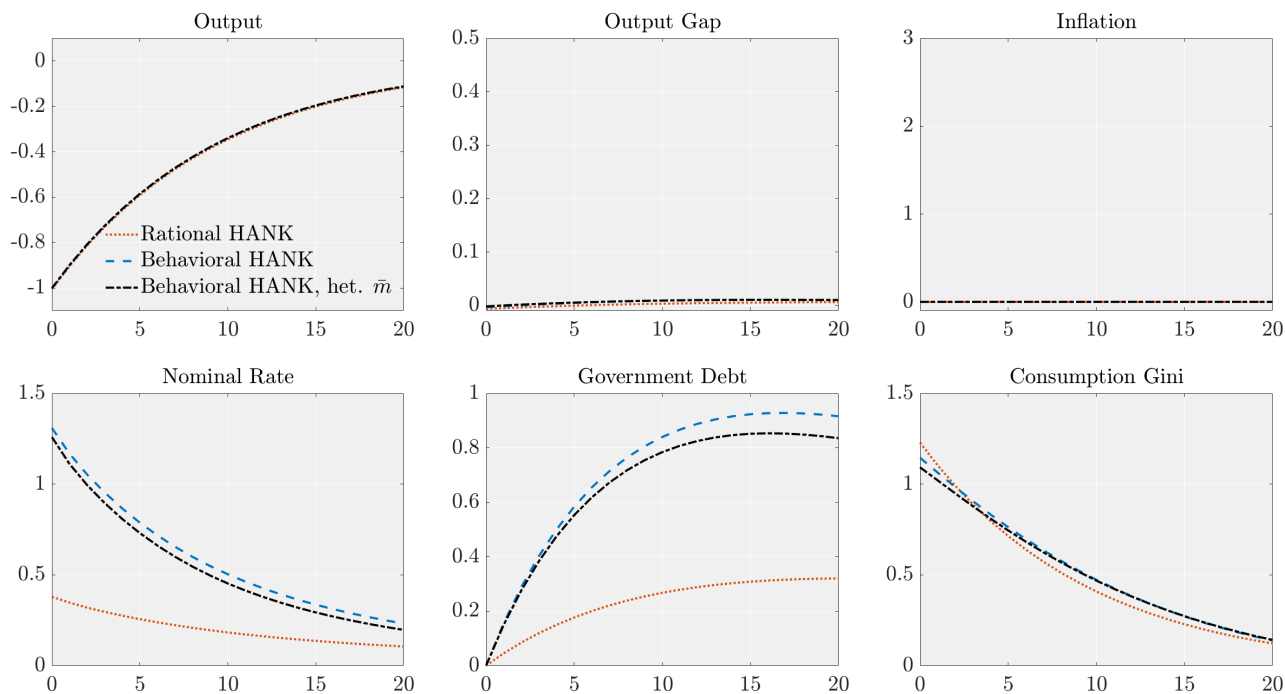 Output
0
-0.2
-0.4
-0.6
-0.8
-1
0 5 10 15 20
Rational HANK
Behavioral HANK
Behavioral HANK, het. m̄
Output Gap
0.5
0.4
0.3
0.2
0.1
0
0 5 10 15 20
Inflation
3
2
1
0
0 5 10 15 20
Nominal Rate
1.5
1
0.5
0
0 5 10 15 20
Government Debt
1
0.8
0.6
0.4
0.2
0
0 5 10 15 20
Consumption Gini
1.5
1
0.5
0
0 5 10 15 20